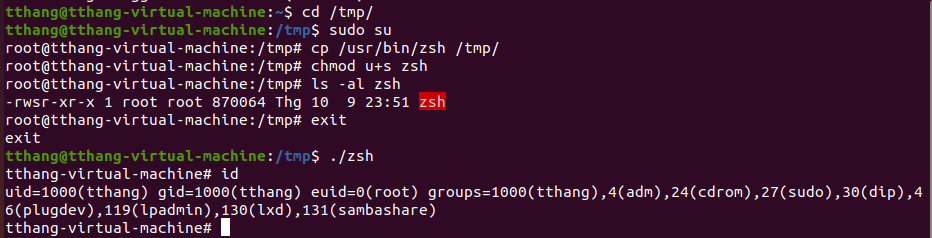 tthang@tthang-virtual-machine:~$ cd /tmp/
tthang@tthang-virtual-machine:/tmp$ sudo su
root@tthang-virtual-machine:/tmp# cp /usr/bin/zsh /tmp/
root@tthang-virtual-machine:/tmp# chmod u+s zsh
root@tthang-virtual-machine:/tmp# ls -al zsh
-rwsr-xr-x 1 root root 870064 Thg 10  9 23:51 zsh
root@tthang-virtual-machine:/tmp# exit
exit
tthang@tthang-virtual-machine:/tmp$ ./zsh
tthang-virtual-machine# id
uid=1000(tthang) gid=1000(tthang) euid=0(root) groups=1000(tthang),4(adm),24(cdrom),27(sudo),30(dip),4
6(plugdev),119(lpadmin),130(lxd),131(sambashare)
tthang-virtual-machine#